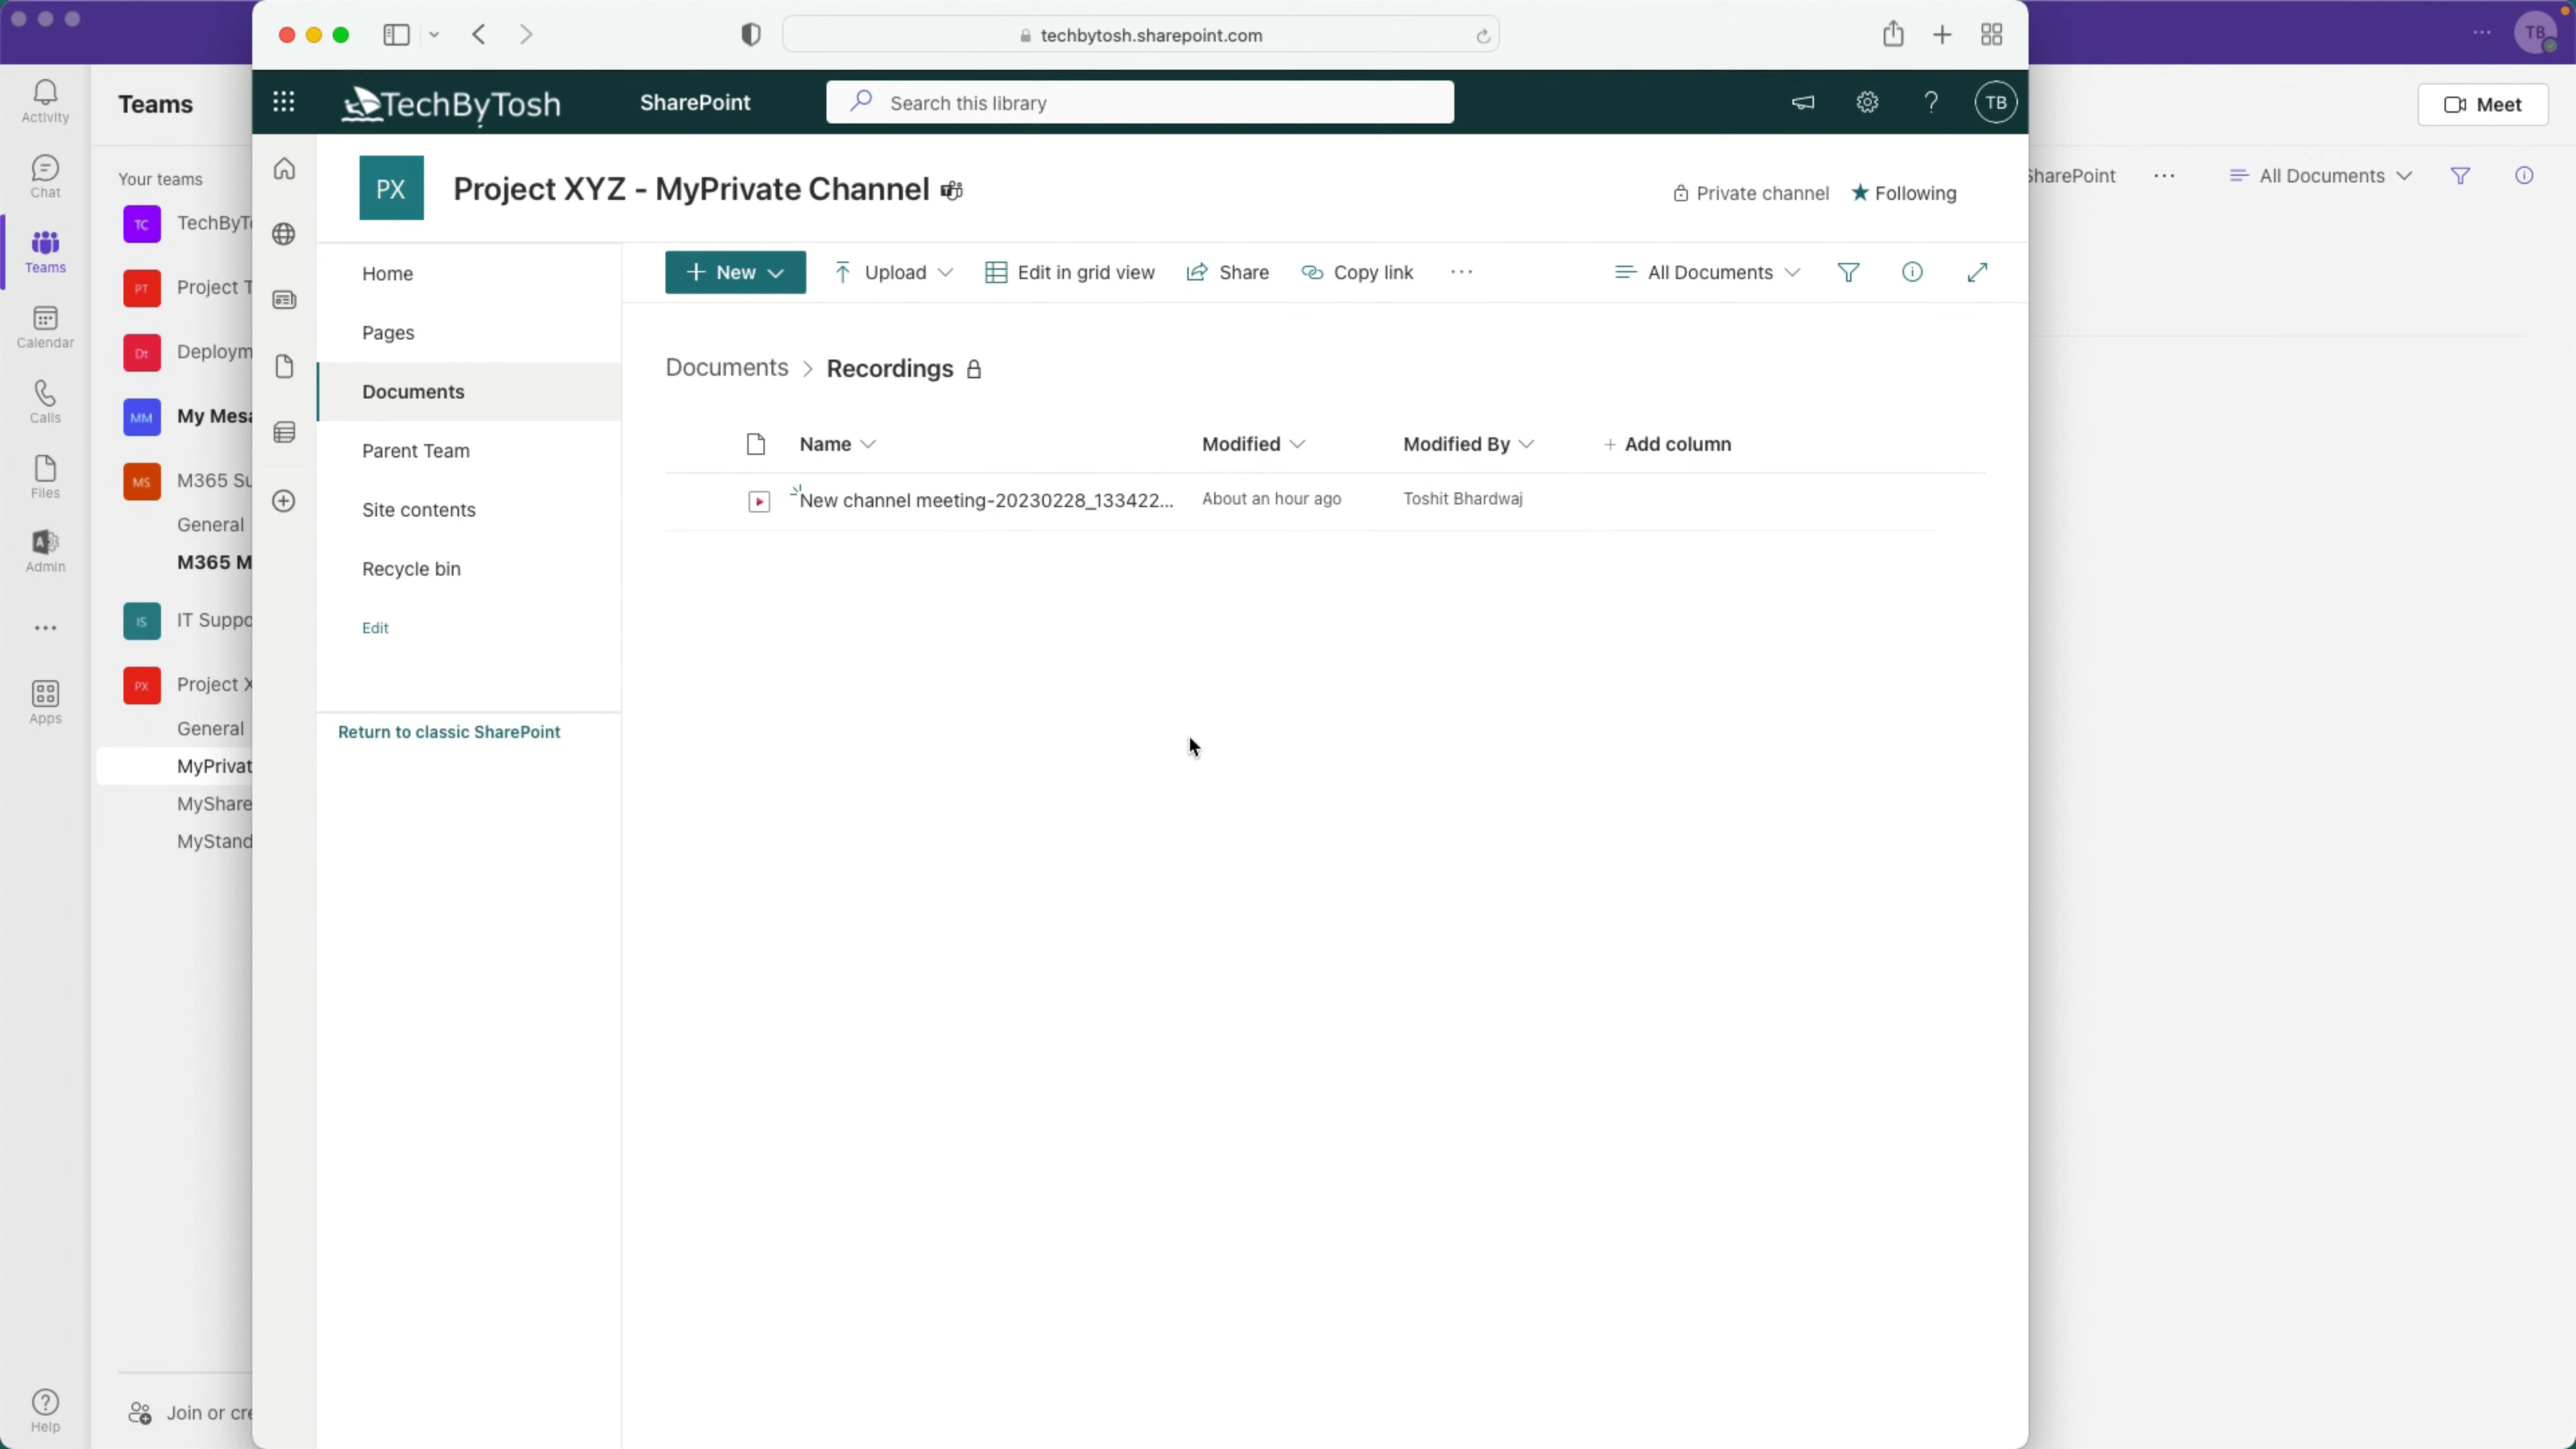 techbytosh.sharepoint.com
TB
TechByTosh
SharePoint
Search this library
TB
Activity
Chat
Teams
Calendar
Calls
Files
Admin
Apps
Help
Teams
Your teams
TC
TechByT
PT
Project T
Dt
Deploym
MM
My Mesa
MS
M365 Su
General
M365 M
IS
IT Suppo
PX
Project X
General
MyPrivat
MyShare
MyStand
Join or cre
PX
Project XYZ - MyPrivate Channel
Private channel
Following
Home
Pages
Documents
Parent Team
Site contents
Recycle bin
Edit
Return to classic SharePoint
New
Upload
Edit in grid view
Share
Copy link
All Documents
Documents > Recordings
Name
Modified
Modified By
+ Add column
New channel meeting-20230228_133422...
About an hour ago
Toshit Bhardwaj
Meet
SharePoint
All Documents